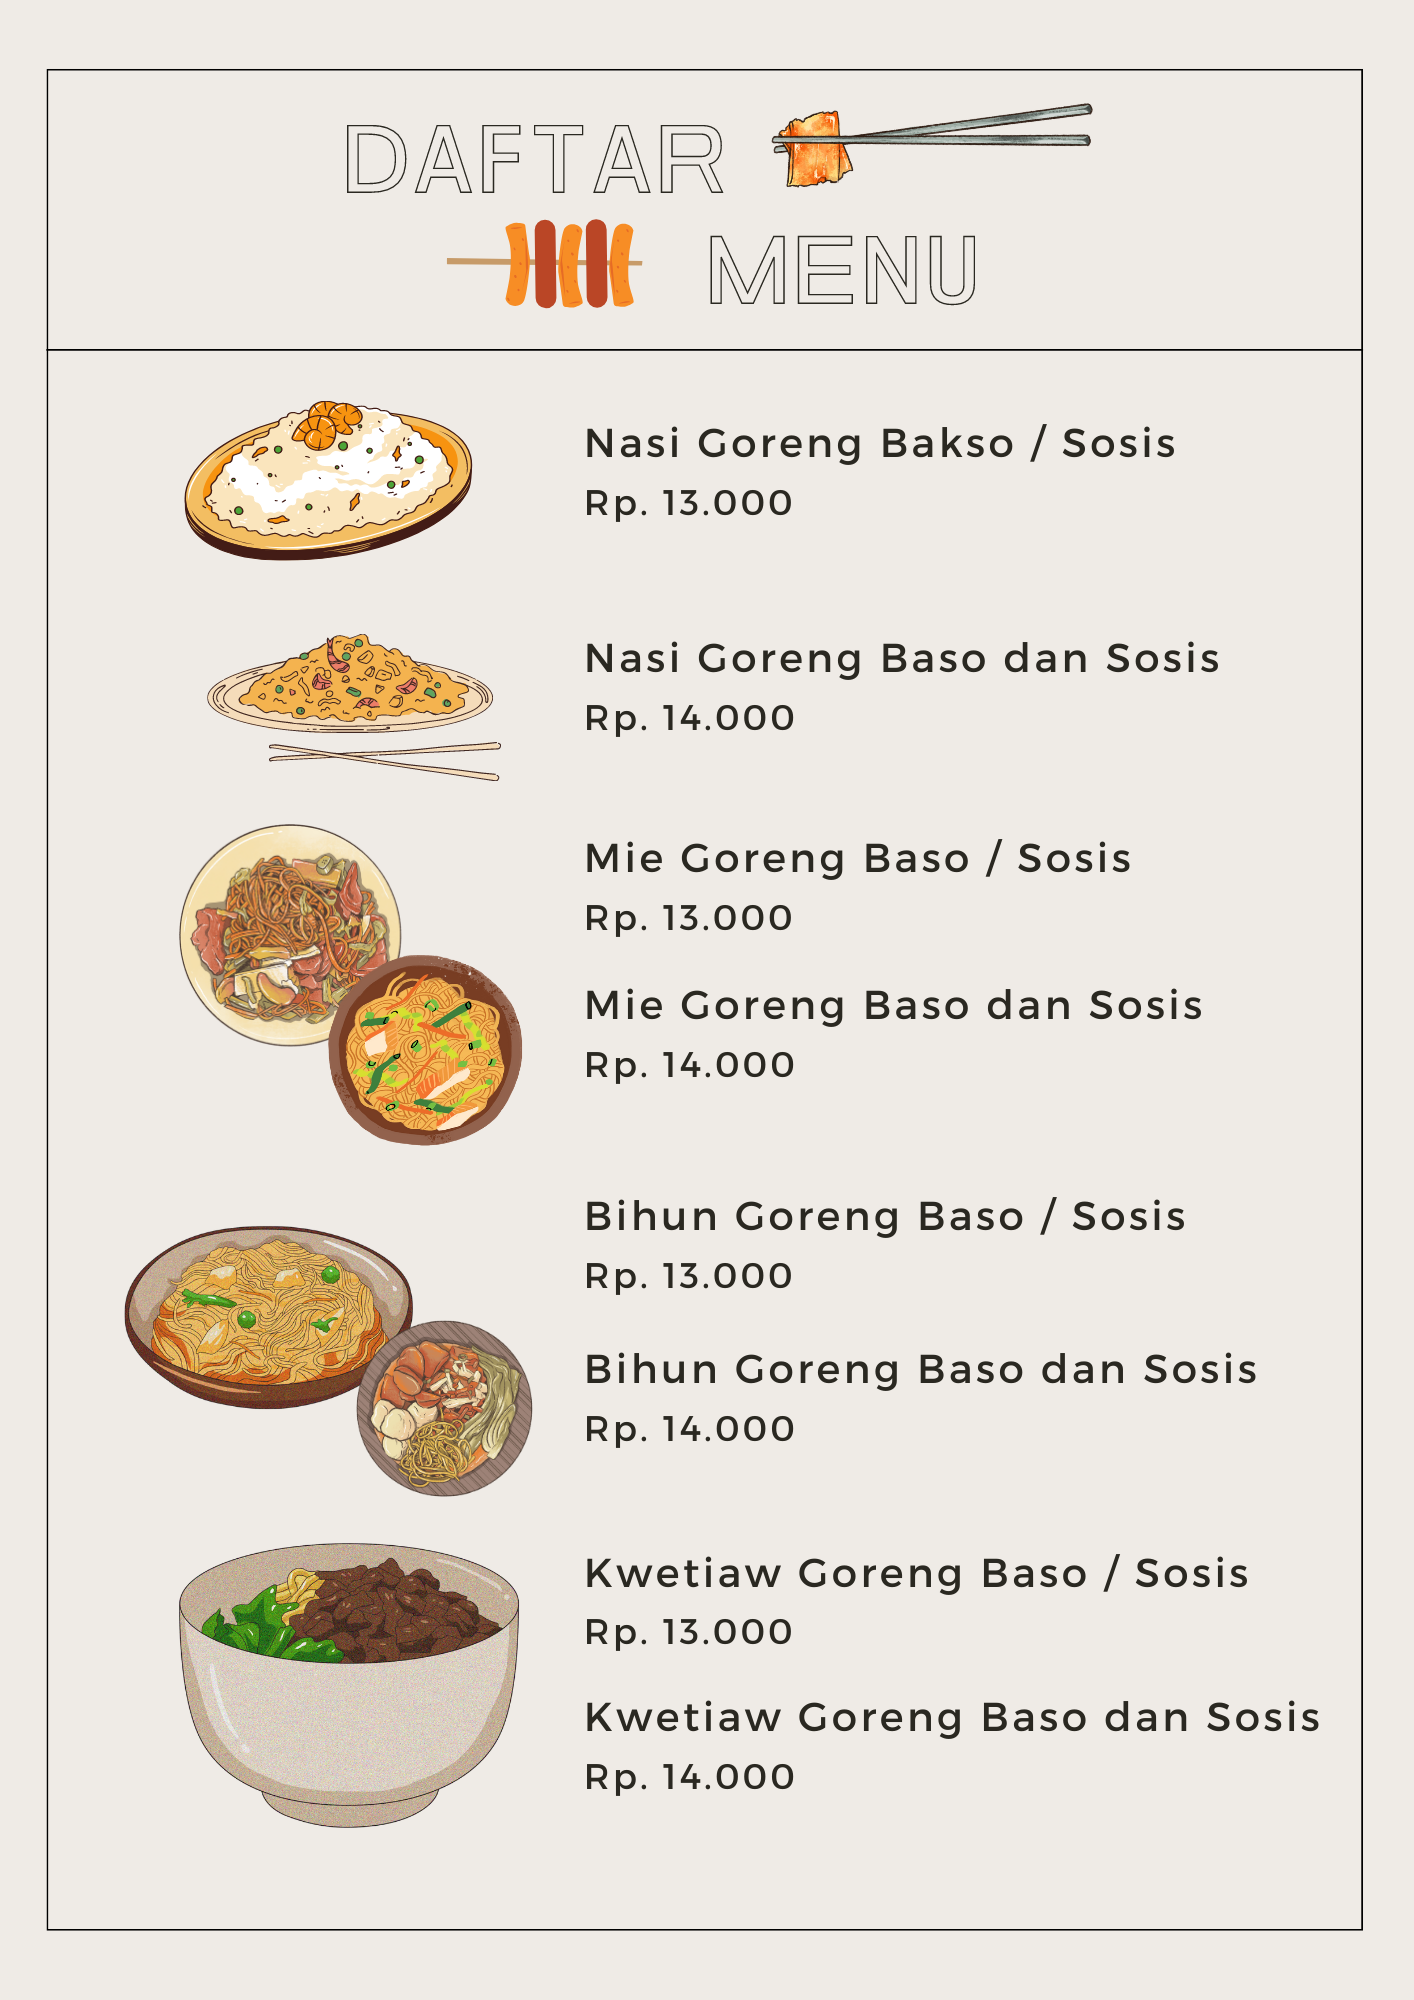 DAFTAR
MENU
Nasi Goreng Bakso / Sosis
Rp. 13.000
Nasi Goreng Baso dan Sosis
Rp. 14.000
Mie Goreng Baso / Sosis
Rp. 13.000
Mie Goreng Baso dan Sosis
Rp. 14.000
Bihun Goreng Baso / Sosis
Rp. 13.000
Bihun Goreng Baso dan Sosis
Rp. 14.000
Kwetiaw Goreng Baso / Sosis
Rp. 13.000
Kwetiaw Goreng Baso dan Sosis
Rp. 14.000